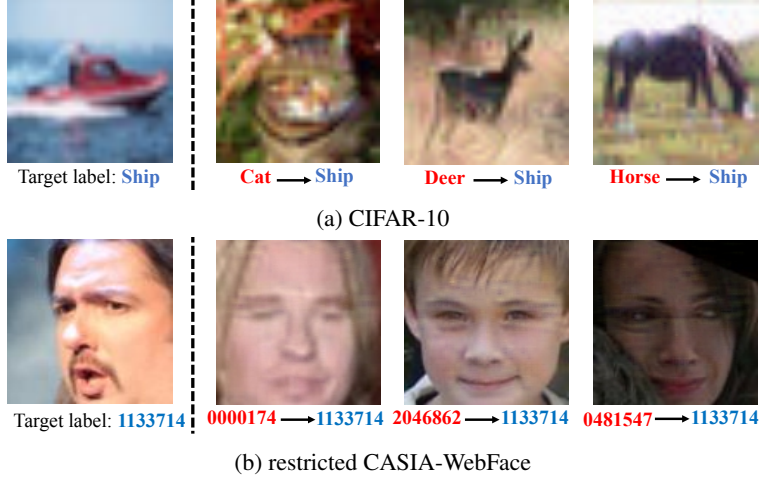 Target label: Ship
Cat → Ship
Deer → Ship
Horse → Ship
(a) CIFAR-10
Target label: 1133714
0000174 → 1133714
2046862 → 1133714
0481547 → 1133714
(b) restricted CASIA-WebFace